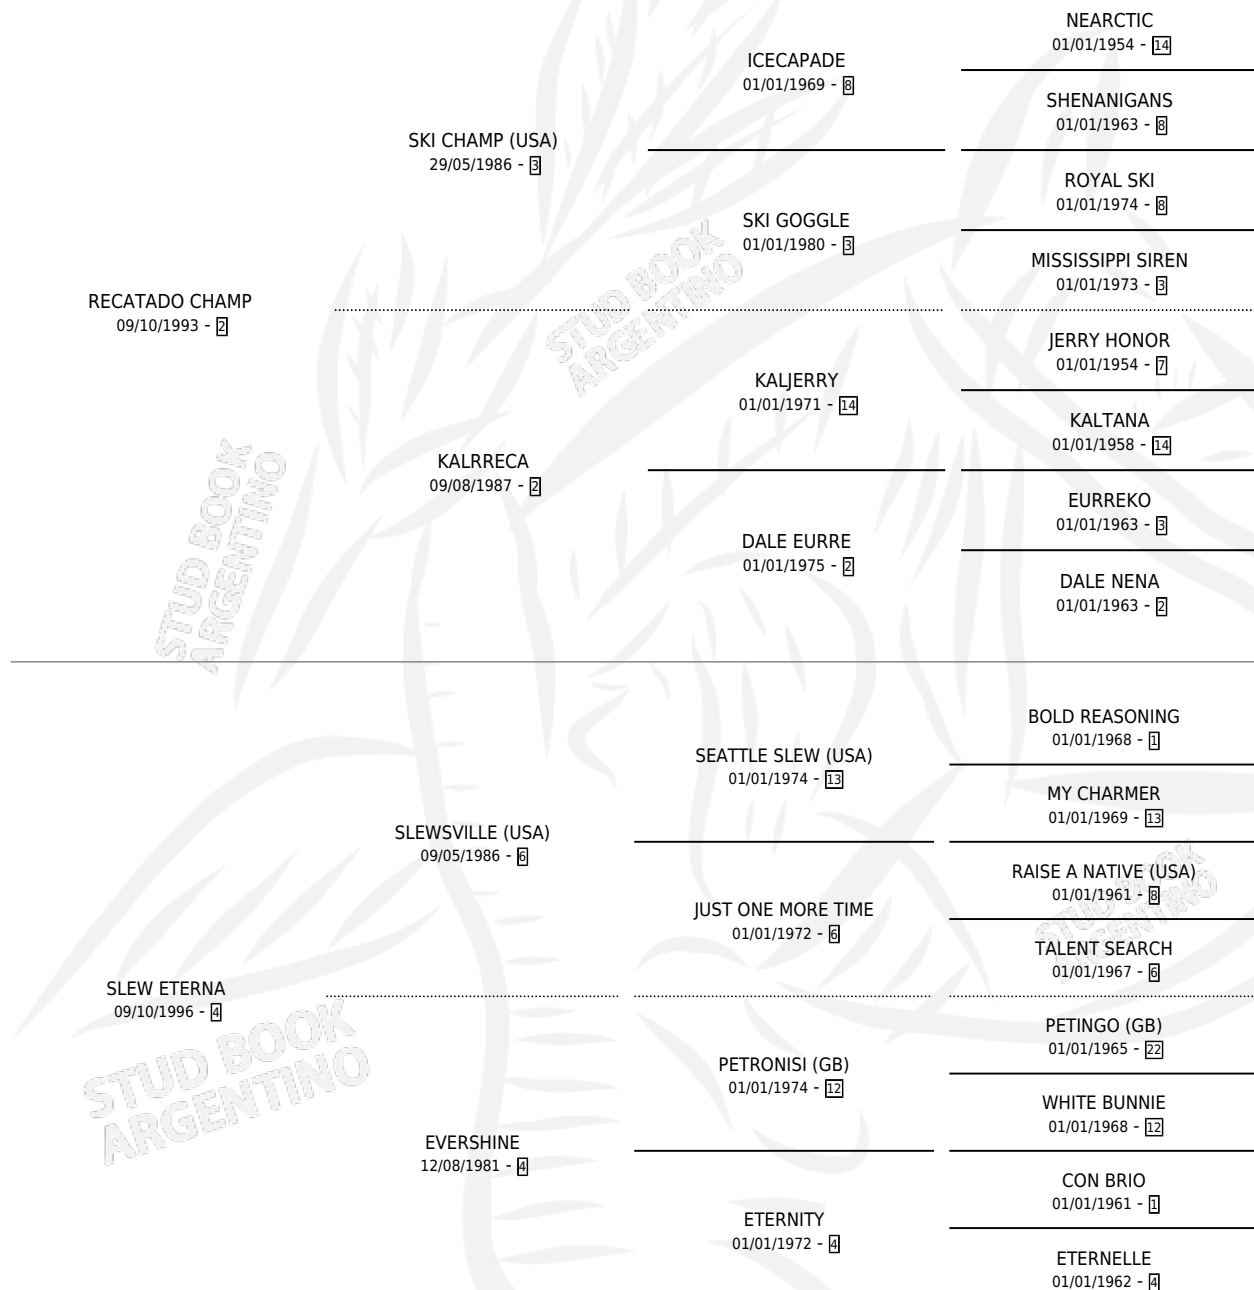 NEARCTIC
01/01/1954 - 14
ICECAPADE
01/01/1969 - 8
SHENANIGANS
01/01/1963 - 8
SKI CHAMP (USA)
29/05/1986 - 3
ROYAL SKI
01/01/1974 - 8
SKI GOGGLE
01/01/1980 - 3
MISSISSIPPI SIREN
01/01/1973 - 3
RECATADO CHAMP
09/10/1993 - 2
JERRY HONOR
01/01/1954 - 7
KALJERRY
01/01/1971 - 14
KALTANA
01/01/1958 - 14
KALRRECA
09/08/1987 - 2
EURREKO
01/01/1963 - 3
DALE EURRE
01/01/1975 - 2
DALE NENA
01/01/1963 - 2
BOLD REASONING
01/01/1968 - 1
SEATTLE SLEW (USA)
01/01/1974 - 13
MY CHARMER
01/01/1969 - 13
SLEWSVILLE (USA)
09/05/1986 - 6
RAISE A NATIVE (USA)
01/01/1961 - 8
JUST ONE MORE TIME
01/01/1972 - 6
TALENT SEARCH
01/01/1967 - 6
SLEW ETERNA
09/10/1996 - 4
PETINGO (GB)
01/01/1965 - 22
PETRONISI (GB)
01/01/1974 - 12
WHITE BUNNIE
01/01/1968 - 12
EVERSHINE
12/08/1981 - 4
CON BRIO
01/01/1961 - 1
ETERNITY
01/01/1972 - 4
ETERNELLE
01/01/1962 - 4
STUD BOOK
ARGENTINO
STUD BOOK
ARGENTINO
STUD BOOK
ARGENTINO
STUD BOOK
ARGENTINO